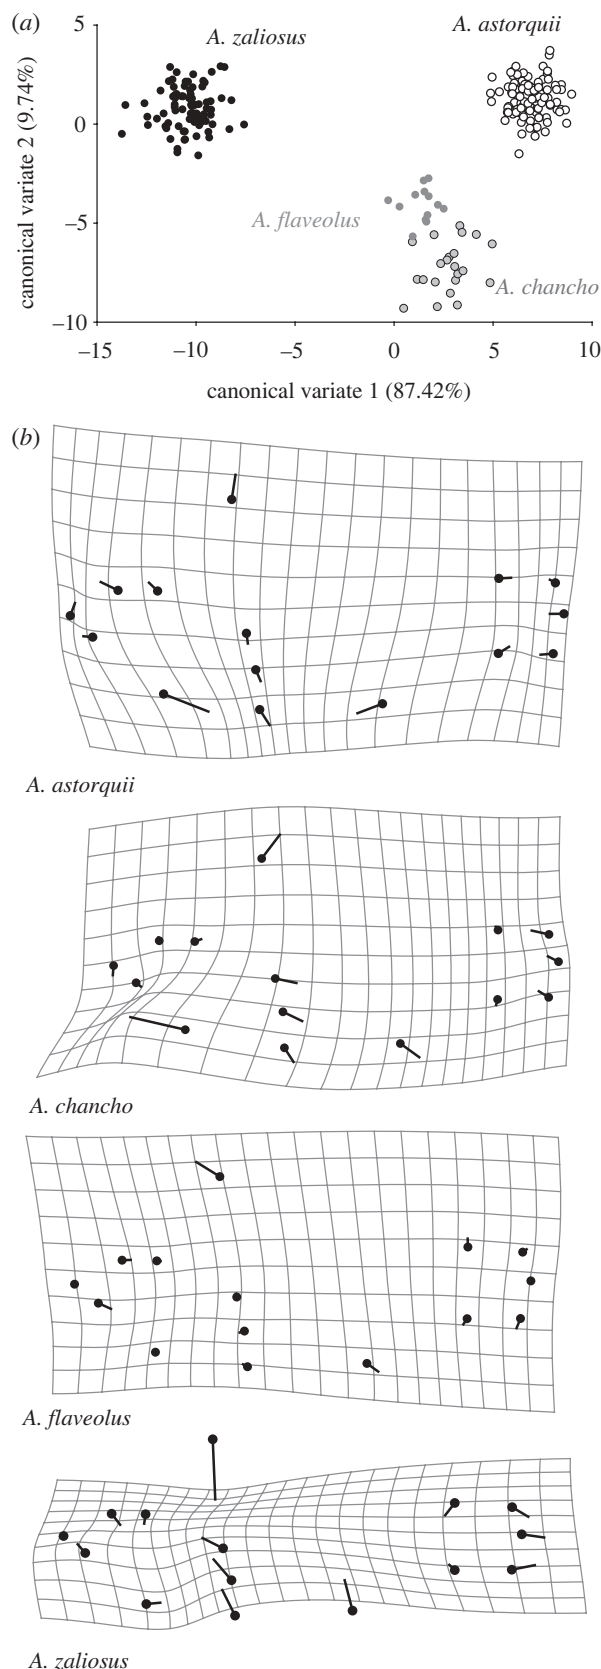 (a)
5
A. zaliosus
A. astorquii
0
canonical variate 2 (9.74%)
−5
A. flaveolus
A. chancho
−10
−15
−10
−5
0
5
10
canonical variate 1 (87.42%)
(b)
A. astorquii
A. chancho
A. flaveolus
A. zaliosus